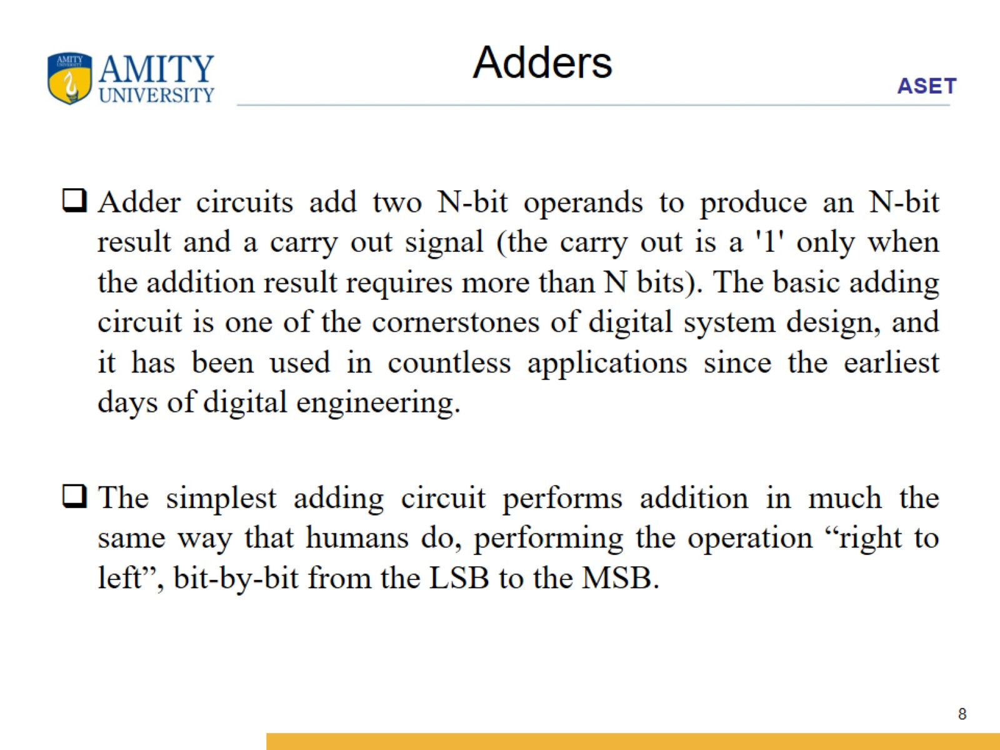 Adders
AMITY
UNIVERSITY
AMITY
UNIVERSITY
ASET
Adder circuits add two N-bit operands to produce an N-bit
result and a carry out signal (the carry out is a '1' only when
the addition result requires more than N bits). The basic adding
circuit is one of the cornerstones of digital system design, and
it has been used in countless applications since the earliest
days of digital engineering.
The simplest adding circuit performs addition in much the
same way that humans do, performing the operation “right to
left”, bit-by-bit from the LSB to the MSB.
8